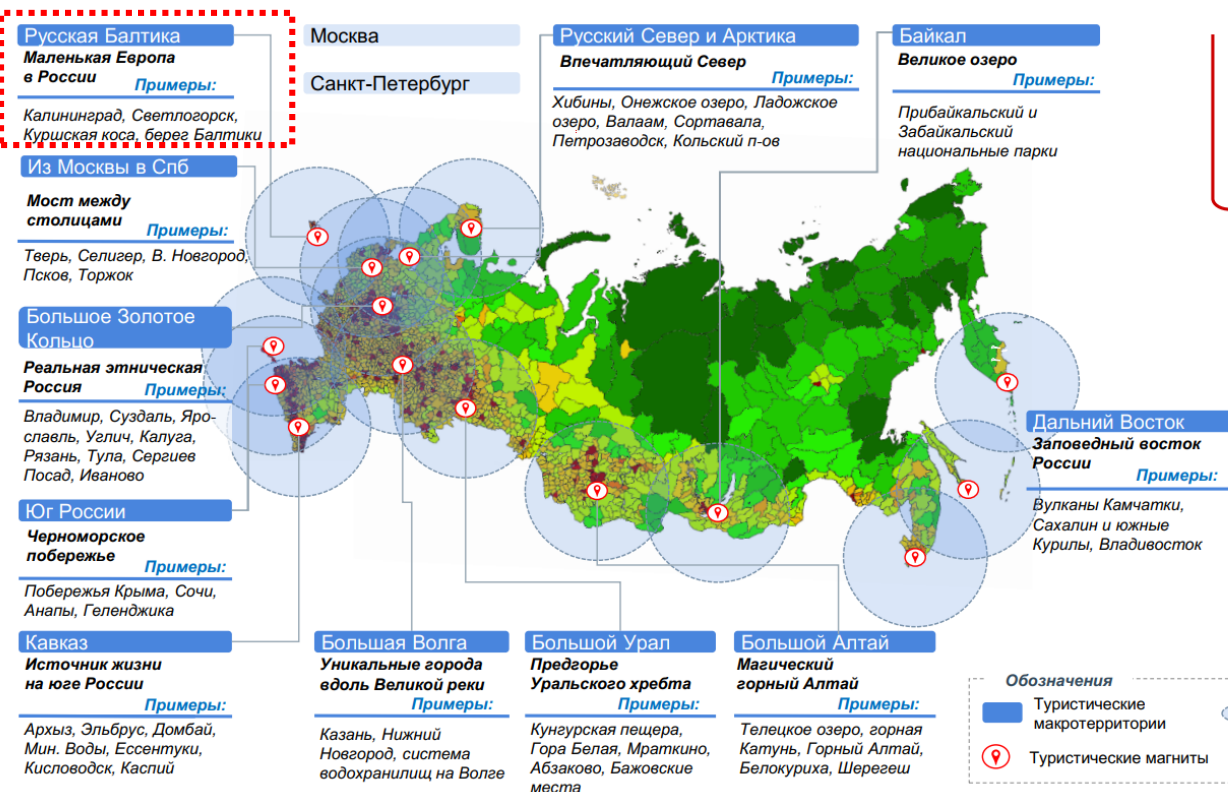 Русская Балтика
Маленькая Европа
в России
Примеры:
Калининград, Светлогорск,
Куршская коса, берег Балтики
Москва
Санкт-Петербург
Русский Север и Арктика
Впечатляющий Север
Примеры:
Хибины, Онежское озеро, Ладожское
озеро, Валаам, Сортавала,
Петрозаводск, Кольский п-ов
Байкал
Великое озеро
Примеры:
Прибайкальский и
Забайкальский
национальные парки
Из Москвы в Спб
Мост между
столицами
Примеры:
Тверь, Селигер, В. Новгород,
Псков, Торжок
Большое Золотое
Кольцо
Реальная этническая
Россия
Примеры:
Владимир, Суздаль, Яро-
славль, Углич, Калуга,
Рязань, Тула, Сергиев
Посад, Иваново
Юг России
Черноморское
побережье
Примеры:
Побережья Крыма, Сочи,
Анапы, Геленджика
Кавказ
Источник жизни
на юге России
Примеры:
Архыз, Эльбрус, Домбай,
Мин. Воды, Ессентуки,
Кисловодск, Каспий
Большая Волга
Уникальные города
вдоль Великой реки
Примеры:
Казань, Нижний
Новгород, система
водохранилищ на Волге
Большой Урал
Предгорье
Уральского хребта
Примеры:
Кунгурская пещера,
Гора Белая, Мраткино,
Абзаково, Бажовские
места
Большой Алтай
Магический
горный Алтай
Примеры:
Телецкое озеро, горная
Катунь, Горный Алтай,
Белокуриха, Шерегеш
Дальний Восток
Заповедный восток
России
Примеры:
Вулканы Камчатки,
Сахалин и южные
Курилы, Владивосток
Обозначения
Туристические
макротерритории
Туристические магниты